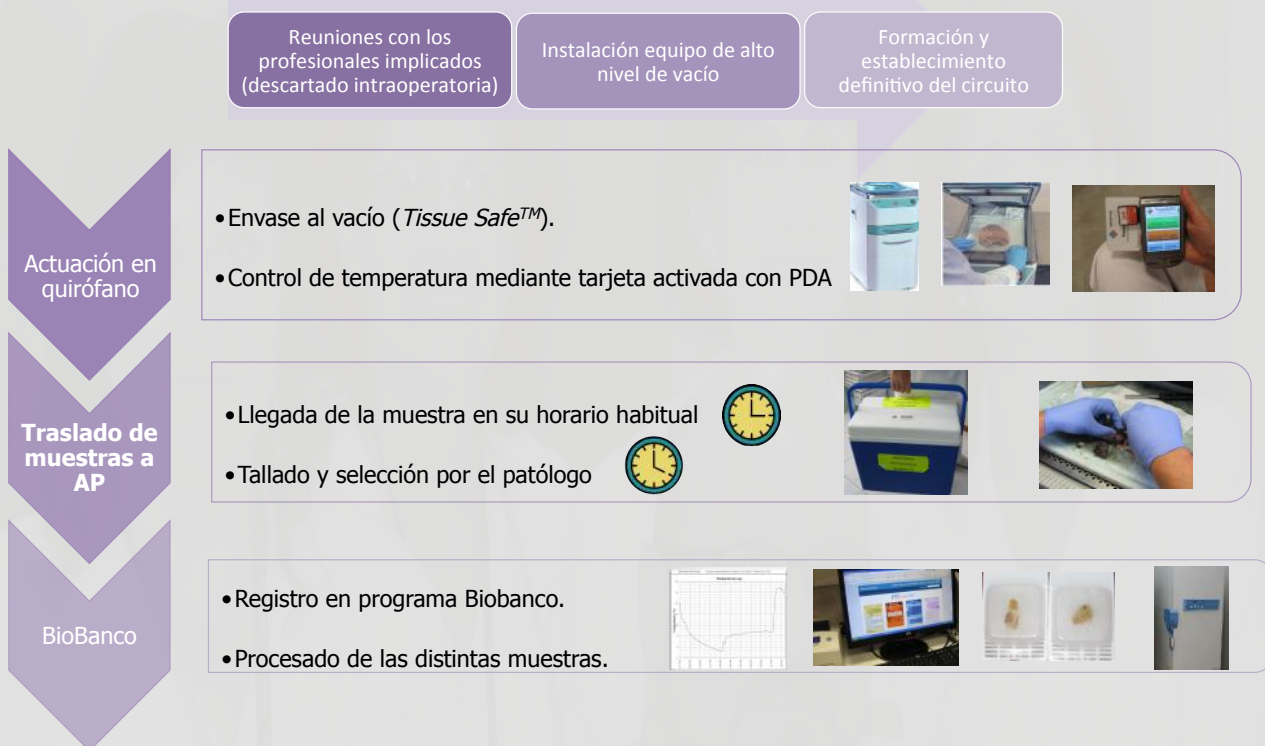 Reuniones con los
profesionales implicados
(descartado intraoperatoria)
Instalación equipo de alto
nivel de vacío
Formación y
establecimiento
definitivo del circuito
Actuación en
quirófano
•Envase al vacío (Tissue Safe™).
•Control de temperatura mediante tarjeta activada con PDA
Traslado de
muestras a
AP
•Llegada de la muestra en su horario habitual
•Tallado y selección por el patólogo
BioBanco
•Registro en programa Biobanco.
•Procesado de las distintas muestras.